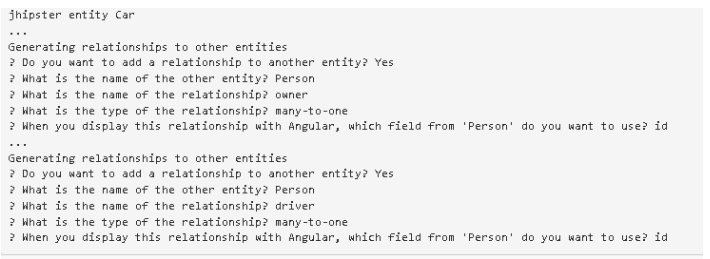 jhipster entity Car
...
Generating relationships to other entities
? Do you want to add a relationship to another entity? Yes
? What is the name of the other entity? Person
? What is the name of the relationship? owner
? What is the type of the relationship? many-to-one
? When you display this relationship with Angular, which field from 'Person' do you want to use? id
...
Generating relationships to other entities
? Do you want to add a relationship to another entity? Yes
? What is the name of the other entity? Person
? What is the name of the relationship? driver
? What is the type of the relationship? many-to-one
? When you display this relationship with Angular, which field from 'Person' do you want to use? id